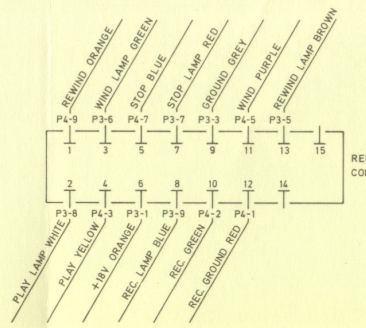 REWIND ORANGE
WIND LAMP GREEN
STOP BLUE
STOP LAMP RED
GROUND GREY
WIND PURPLE
REWIND LAMP BROWN
P4-9 P3-6 P4-7 P3-7 P3-3 P4-5 P3-5
1 3 5 7 9 11 13 15
2 4 6 8 10 12 14
P3-8 P4-3 P3-1 P3-9 P4-2 P4-1
PLAY LAMP WHITE
PLAY YELLOW
+18V ORANGE
REC. LAMP BLUE
REC. GREEN
REC. GROUND RED